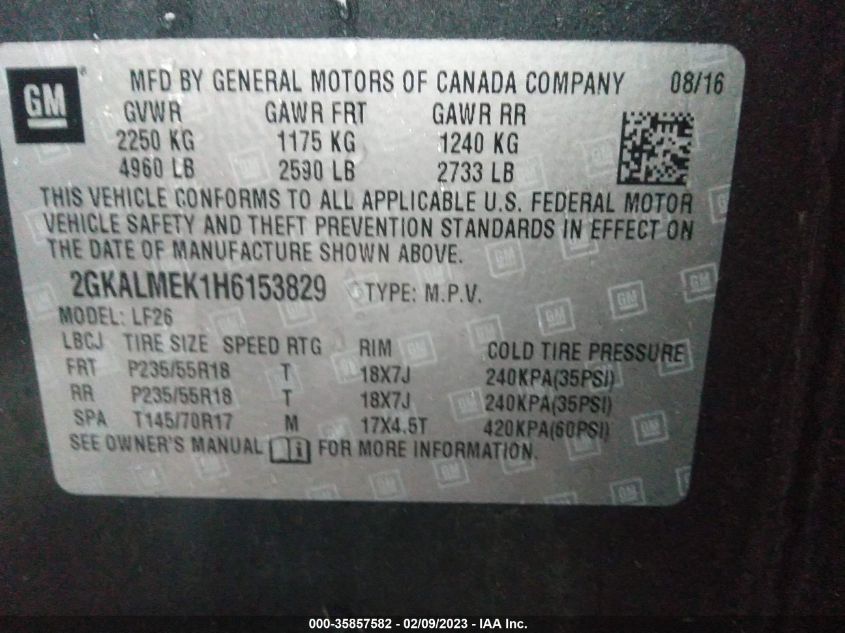 GM ® MFD BY GENERAL MOTORS OF CANADA COMPANY 08/16
GVWR GAWR FRT GAWR RR
2250 KG 1175 KG 1240 KG
4960 LB 2590 LB 2733 LB
THIS VEHICLE CONFORMS TO ALL APPLICABLE U.S. FEDERAL MOTOR
VEHICLE SAFETY AND THEFT PREVENTION STANDARDS IN EFFECT ON
THE DATE OF MANUFACTURE SHOWN ABOVE.
2GKALMEK1H6153829 TYPE: M.P.V.
MODEL: LF26
LBCJ TIRE SIZE SPEED RTG RIM COLD TIRE PRESSURE
FRT P235/55R18 T 18X7J 240KPA(35PSI)
RR P235/55R18 T 18X7J 240KPA(35PSI)
SPA T145/70R17 M 17X4.5T 420KPA(60PSI)
SEE OWNER'S MANUAL i FOR MORE INFORMATION.
000-35857582 - 02/09/2023 - IAA Inc.